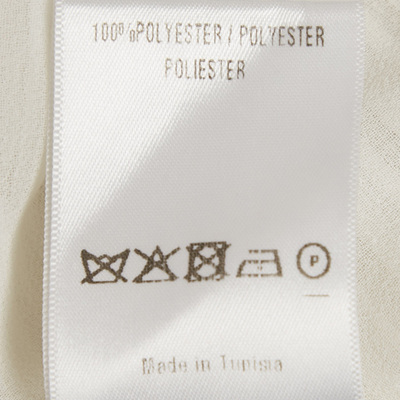 100%POLYESTER / POLYESTER
POLIESTER
P
Made in Tunisia